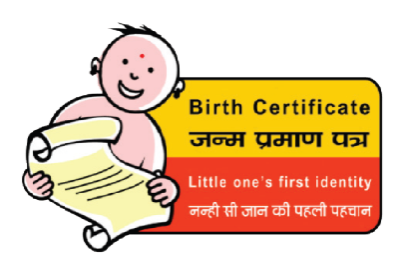 Birth Certificate
जन्म प्रमाण पत्र
Little one's first identity
नन्ही सी जान की पहली पहचान